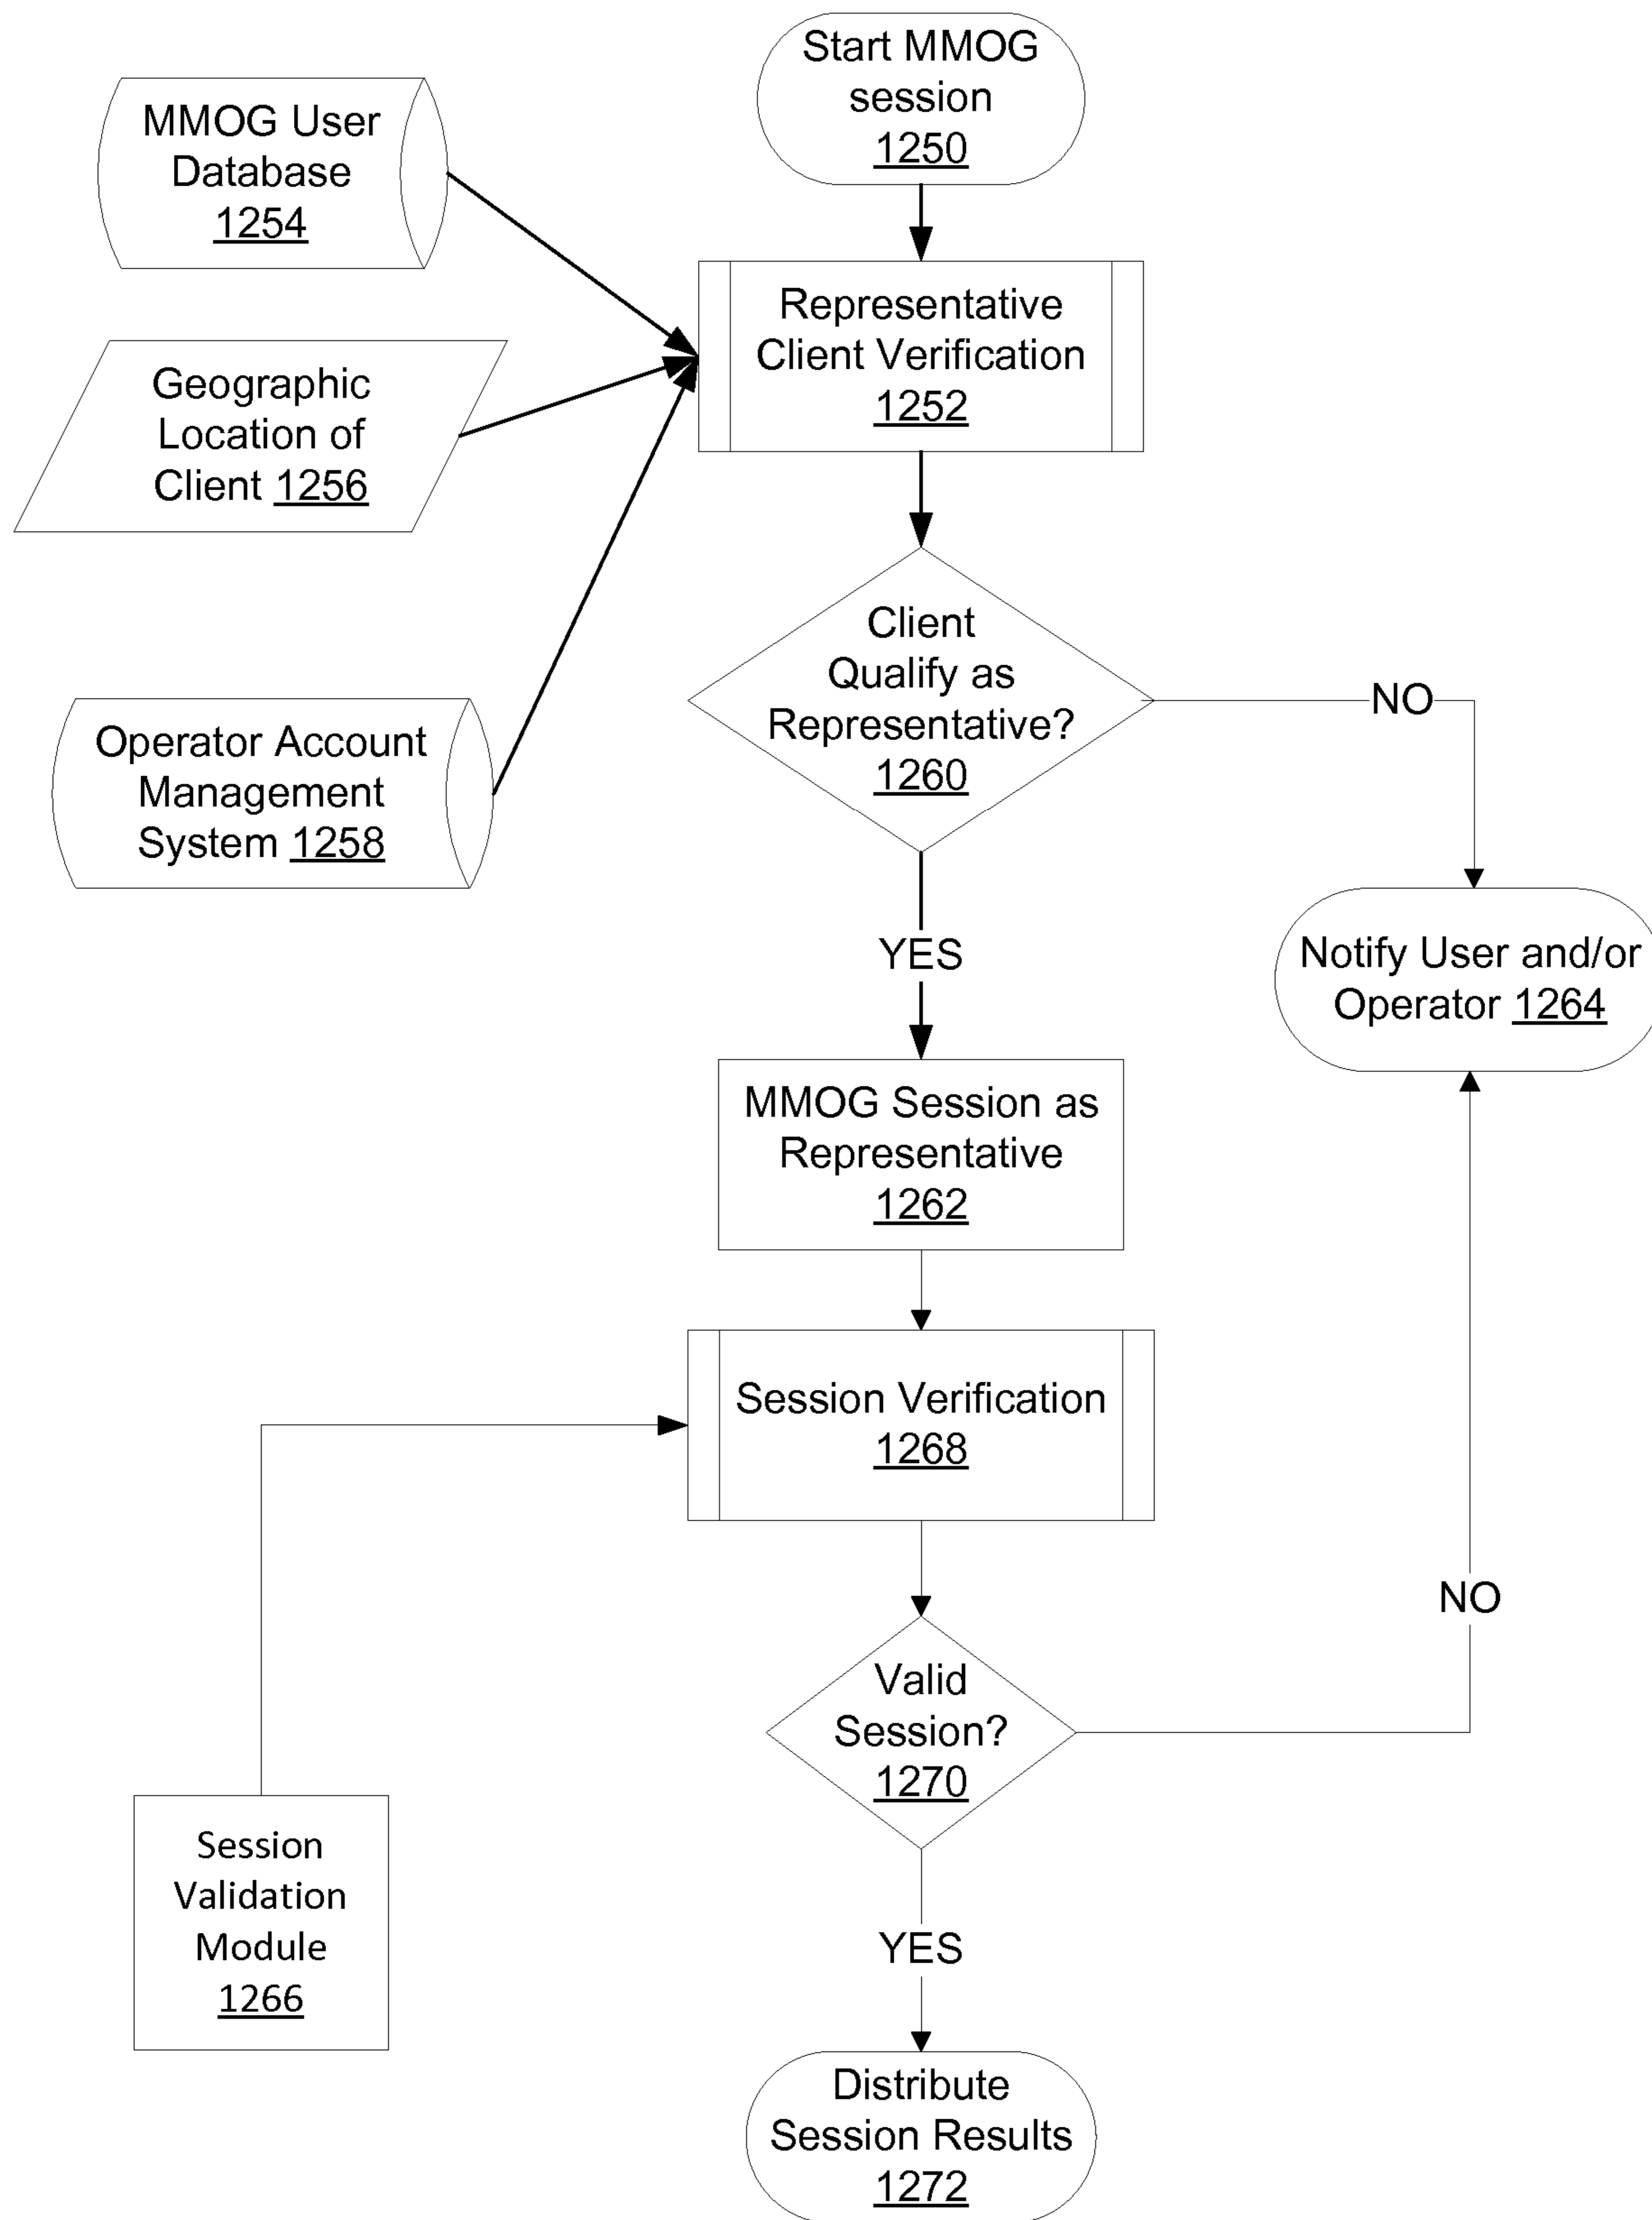 Start MMOG
session
1250
MMOG User
Database
1254
Representative
Client Verification
1252
Geographic
Location of
Client 1256
Client
Qualify as
Representative?
1260
NO
Operator Account
Management
System 1258
YES
Notify User and/or
Operator 1264
MMOG Session as
Representative
1262
Session Verification
1268
NO
Valid
Session?
1270
Session
Validation
Module
1266
YES
Distribute
Session Results
1272